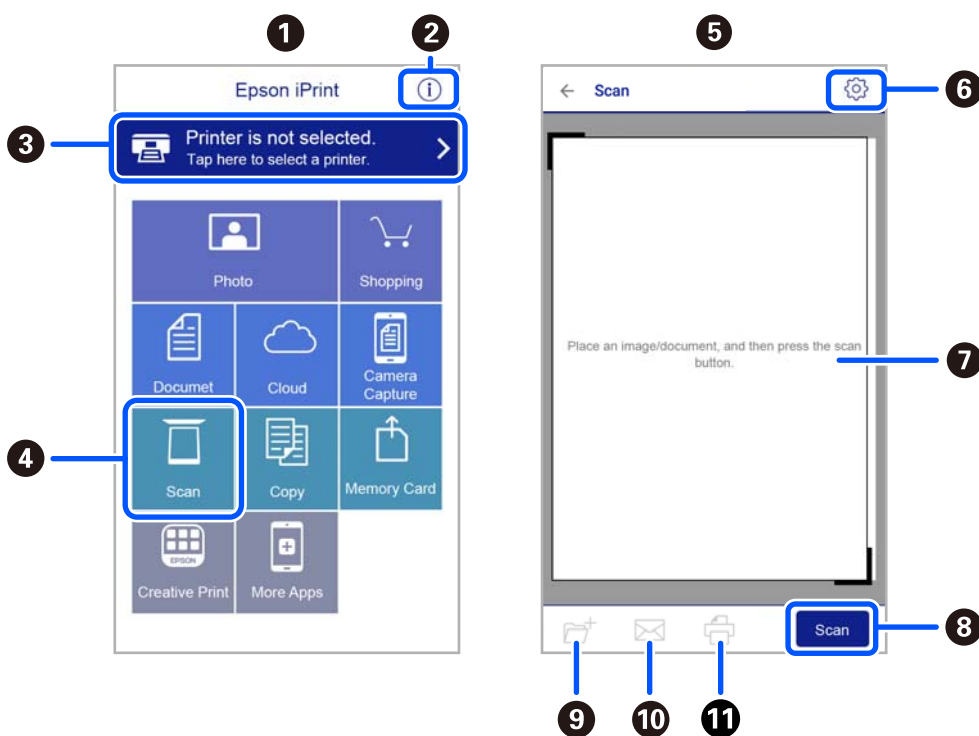 1
2
5
Epson iPrint
Scan
6
3
Printer is not selected.
Tap here to select a printer.
Photo
Shopping
Place an image/document, and then press the scan
button.
7
Documet
Cloud
Camera
Capture
4
Scan
Copy
Memory Card
EPSON
Creative Print
More Apps
Scan
8
9
10
11